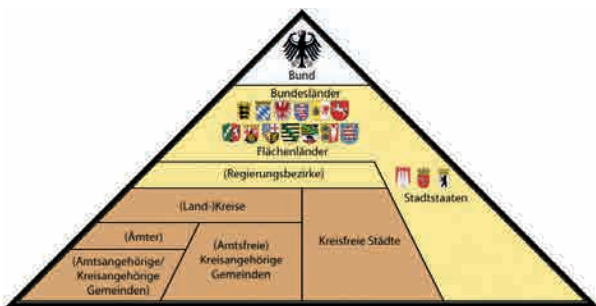 Bund
Bundesländer
Flächenländer
(Regierungsbezirke)
Stadtstaaten
(Land-)Kreise
(Ämter)
(Amtsangehörige/
Kreisangehörige
Gemeinden)
(Amtsfreie)
Kreisangehörige
Gemeinden
Kreisfreie Städte